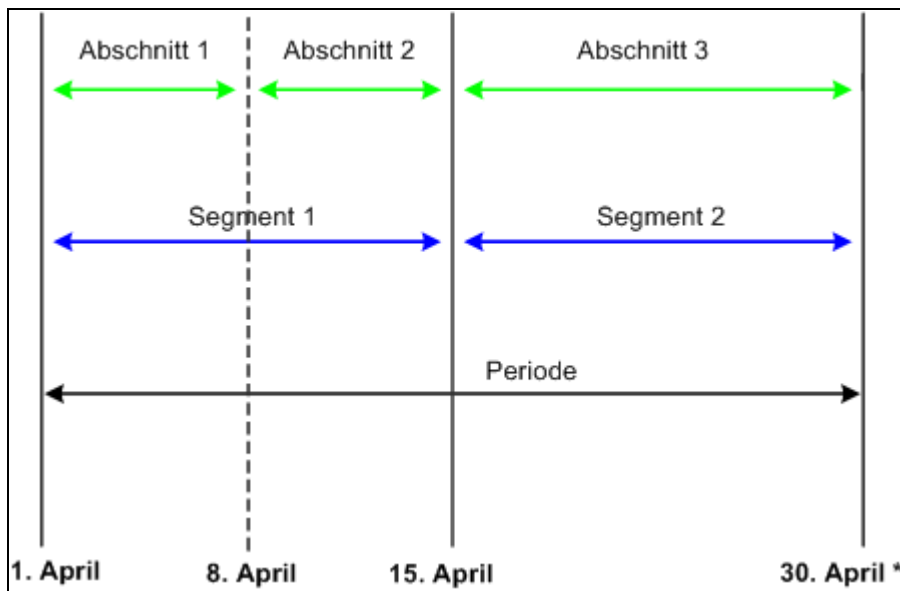 Abschnitt 1 Abschnitt 2 Abschnitt 3
Segment 1 Segment 2
Periode
1. April 8. April 15. April 30. April *